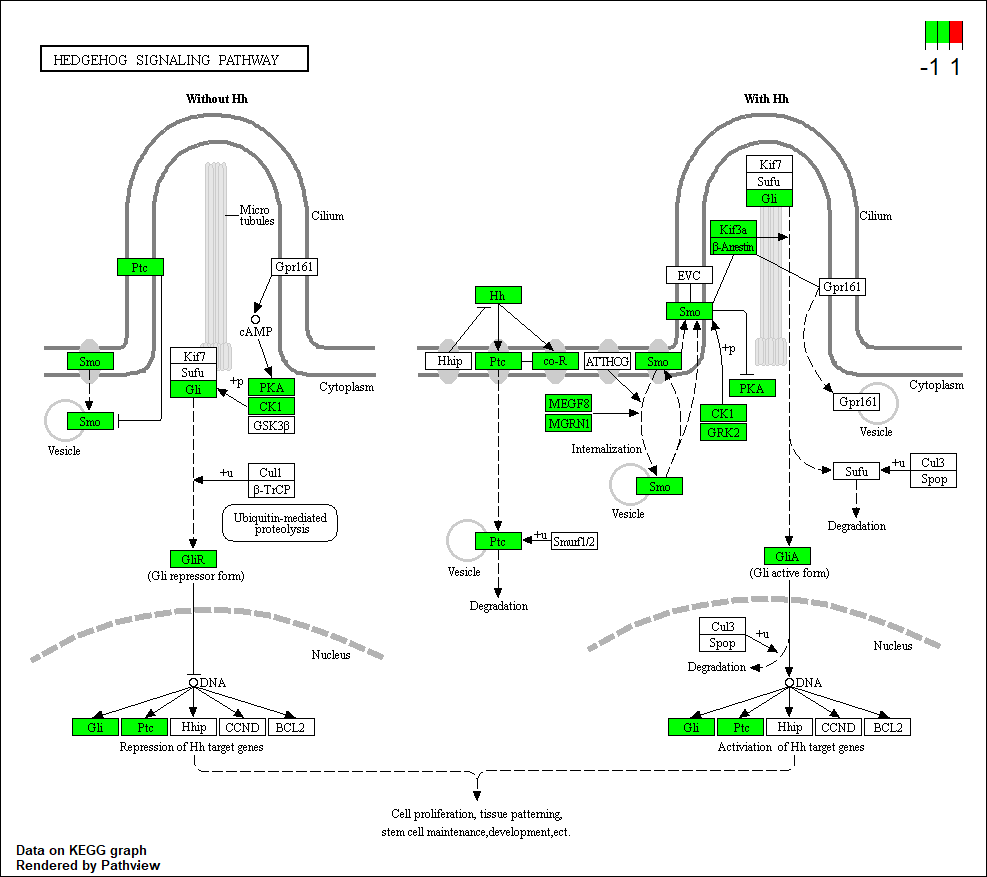 -1 1
HEDGEHOG SIGNALING PATHWAY
Without Hh
With Hh
Micro
tubules
Cilium
Ptc
Gpr161
cAMP
Smo
Kif7
Sufu
Gli
+p
PKA
CK1
GSK3β
Cytoplasm
Smo
Vesicle
+u
Cul1
β-TrCP
Ubiquitin-mediated
proteolysis
GliR
(Gli repressor form)
Nucleus
DNA
Gli
Ptc
Hhip
CCND
BCL2
Repression of Hh target genes
Kif7
Sufu
Gli
Cilium
Kif3a
β-Arrestin
EVC
Gpr161
Hh
Smo
Hhip
Ptc
co-R
ATTHOG
Smo
+p
PKA
Cytoplasm
MEGF8
MGRN1
CK1
GRK2
Gpr161
Vesicle
Internalization
Smo
Vesicle
Sufu
+u
Cul3
Spop
Degradation
Ptc
+u
Smurf1/2
Vesicle
Degradation
GliA
(Gli active form)
Cul3
Spop
+u
Degradation
Nucleus
DNA
Gli
Ptc
Hhip
CCND
BCL2
Activiation of Hh target genes
Cell proliferation, tissue patterning,
stem cell maintenance,development,ect.
Data on KEGG graph
Rendered by Pathview